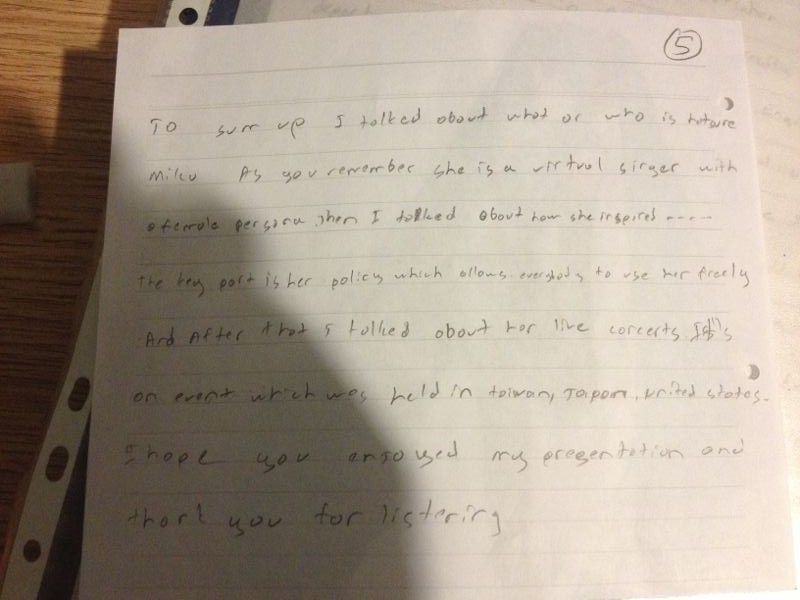 5
To sum up I talked about what or who is hatsune
Miku As you remember she is a virtual singer with
a female persona, then I talked about how she inspired ----
The key part is her policy which allows everybody to use her freely
And After that I talked about her live concerts. It's
an event which was held in taiwan, Japan, United states.
I hope you enjoyed my presentation and
thank you for listening